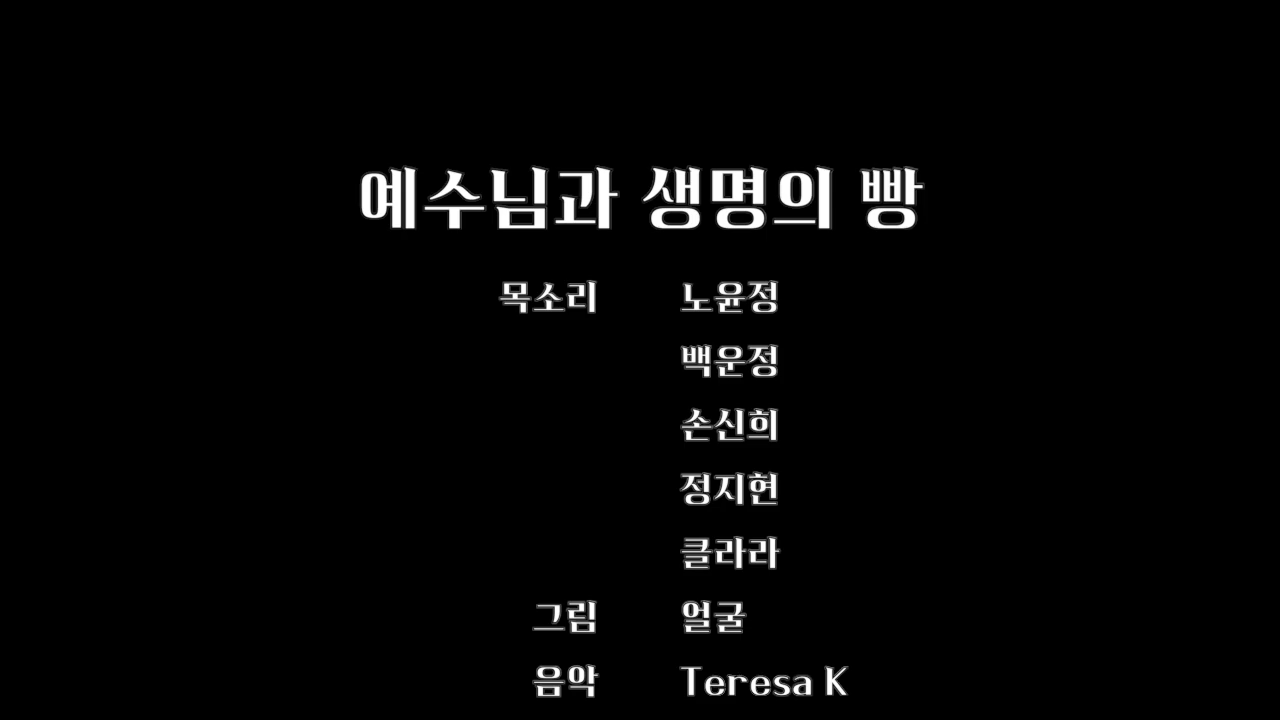 예수님과 생명의 빵
목소리 노윤정
백운정
손신희
정지현
클라라
그림 얼굴
음악 Teresa K